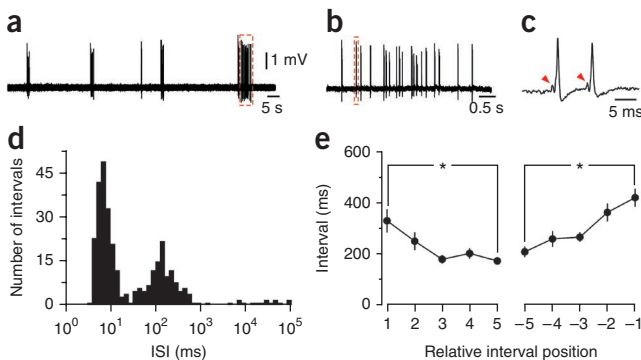 a
b
c
1 mV
5 s
0.5 s
5 ms
d
e
Number of intervals
45
30
15
0
10^0 10^1 10^2 10^3 10^4 10^5
ISI (ms)
Interval (ms)
600
400
200
0
* *
1 2 3 4 5 –5 –4 –3 –2 –1
Relative interval position